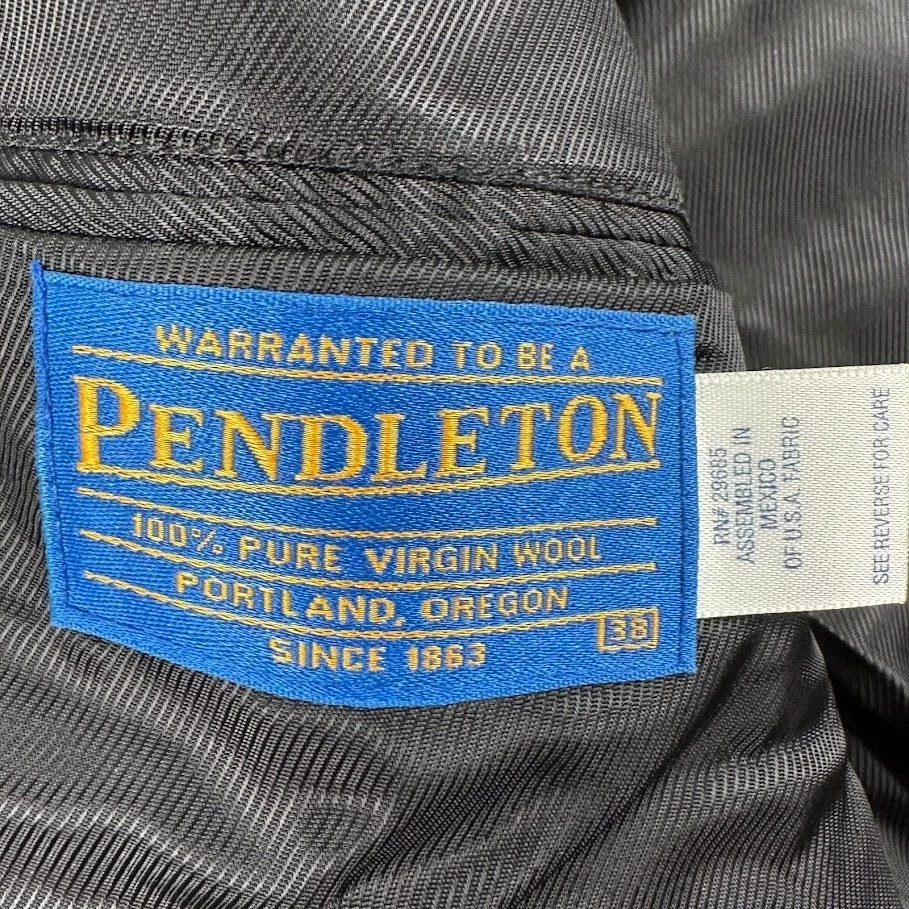 WARRANTED TO BE A
PENDLETON
100% PURE VIRGIN WOOL
PORTLAND, OREGON
38
SINCE 1863
RN# 29685
ASSEMBLED IN
MEXICO
OF U.S.A. FABRIC
SEE REVERSE FOR CARE